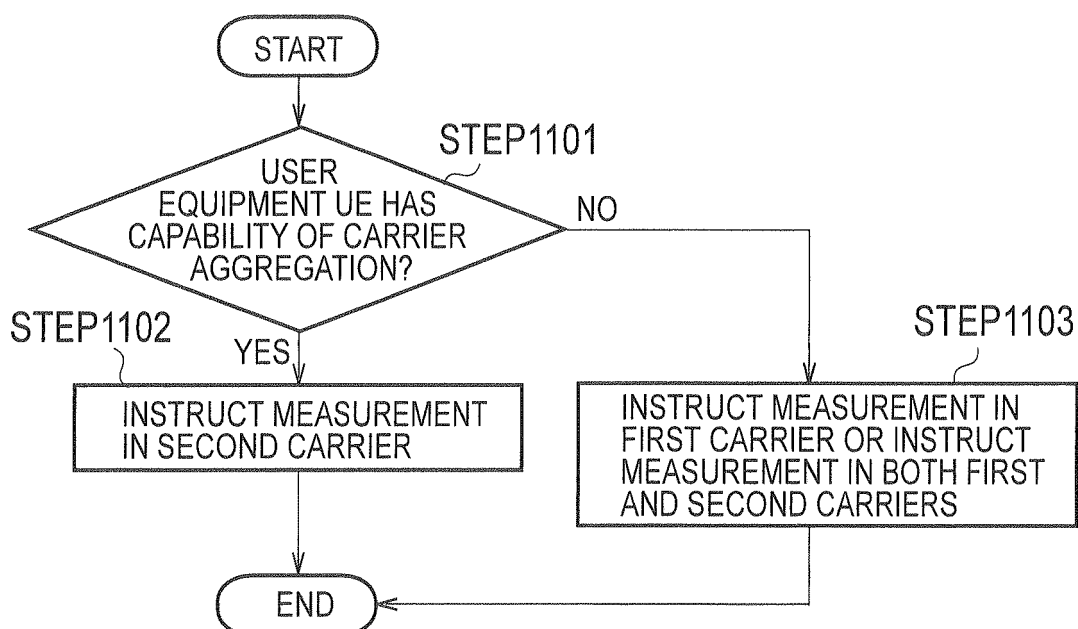 START
STEP1101
USER
EQUIPMENT UE HAS
CAPABILITY OF CARRIER
AGGREGATION?
NO
STEP1102
YES
INSTRUCT MEASUREMENT
IN SECOND CARRIER
STEP1103
INSTRUCT MEASUREMENT IN
FIRST CARRIER OR INSTRUCT
MEASUREMENT IN BOTH FIRST
AND SECOND CARRIERS
END